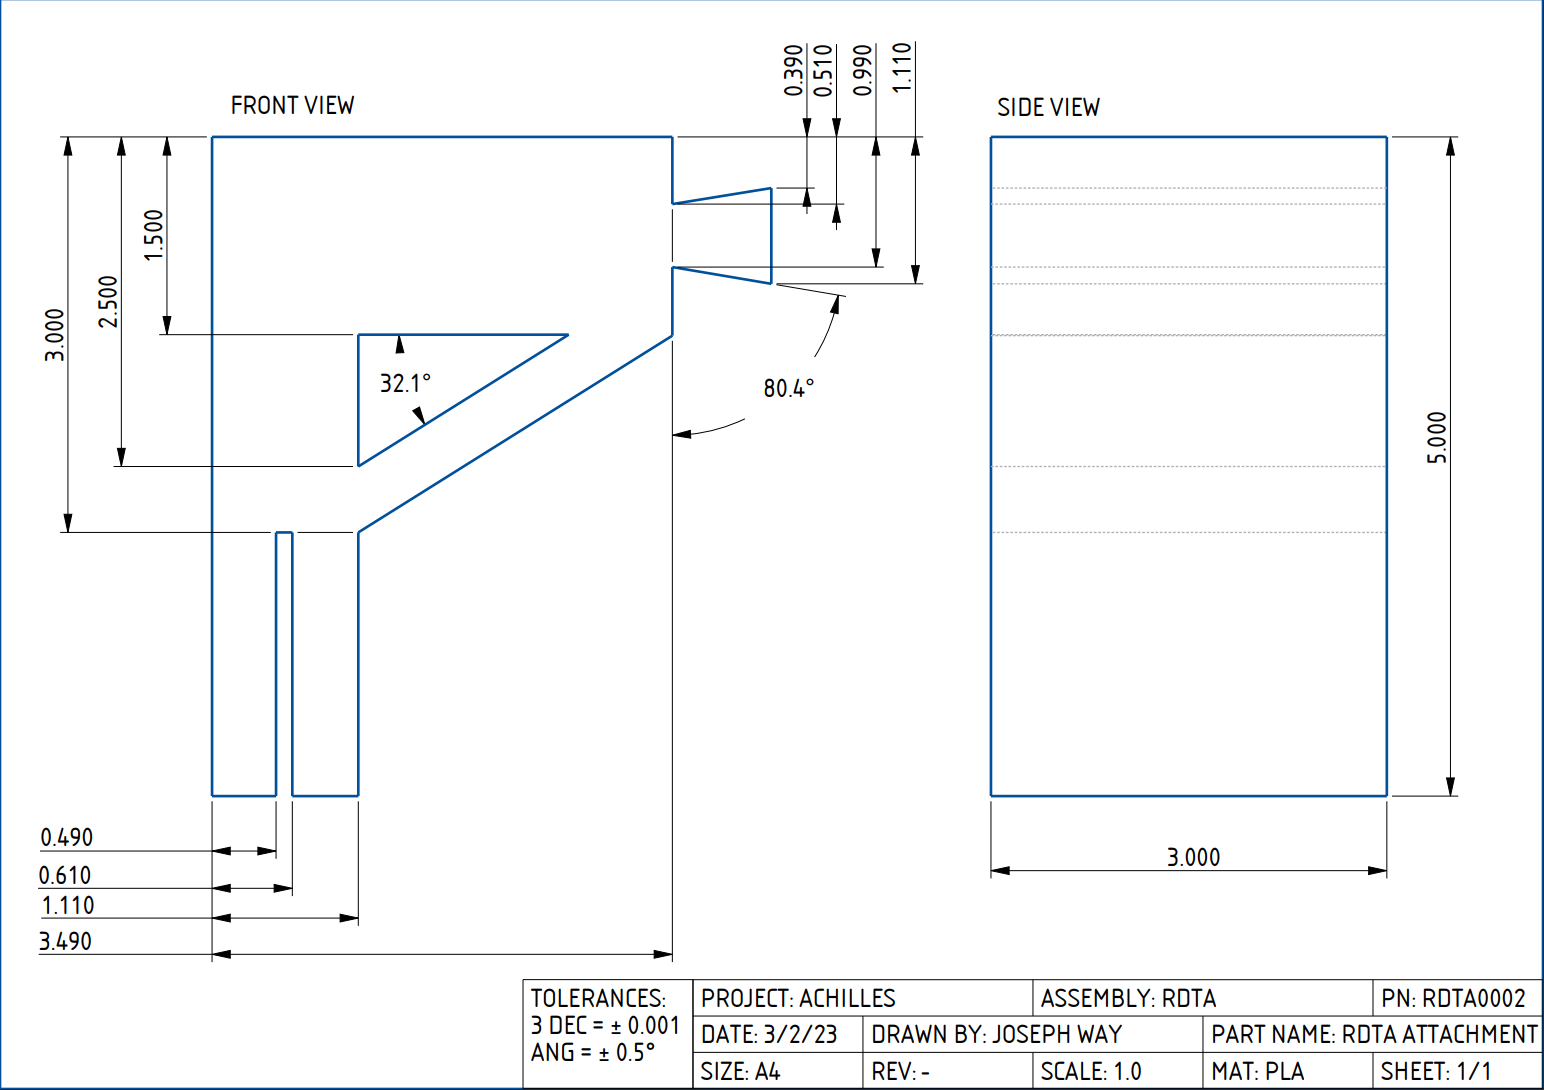 FRONT VIEW
SIDE VIEW
0.390
0.510
0.990
1.110
1.500
2.500
3.000
32.1°
80.4°
5.000
0.490
0.610
1.110
3.490
3.000
TOLERANCES:
3 DEC = ± 0.001
ANG = ± 0.5°
PROJECT: ACHILLES
ASSEMBLY: RDTA
PN: RDTA0002
DATE: 3/2/23
DRAWN BY: JOSEPH WAY
PART NAME: RDTA ATTACHMENT
SIZE: A4
REV: -
SCALE: 1.0
MAT: PLA
SHEET: 1/1